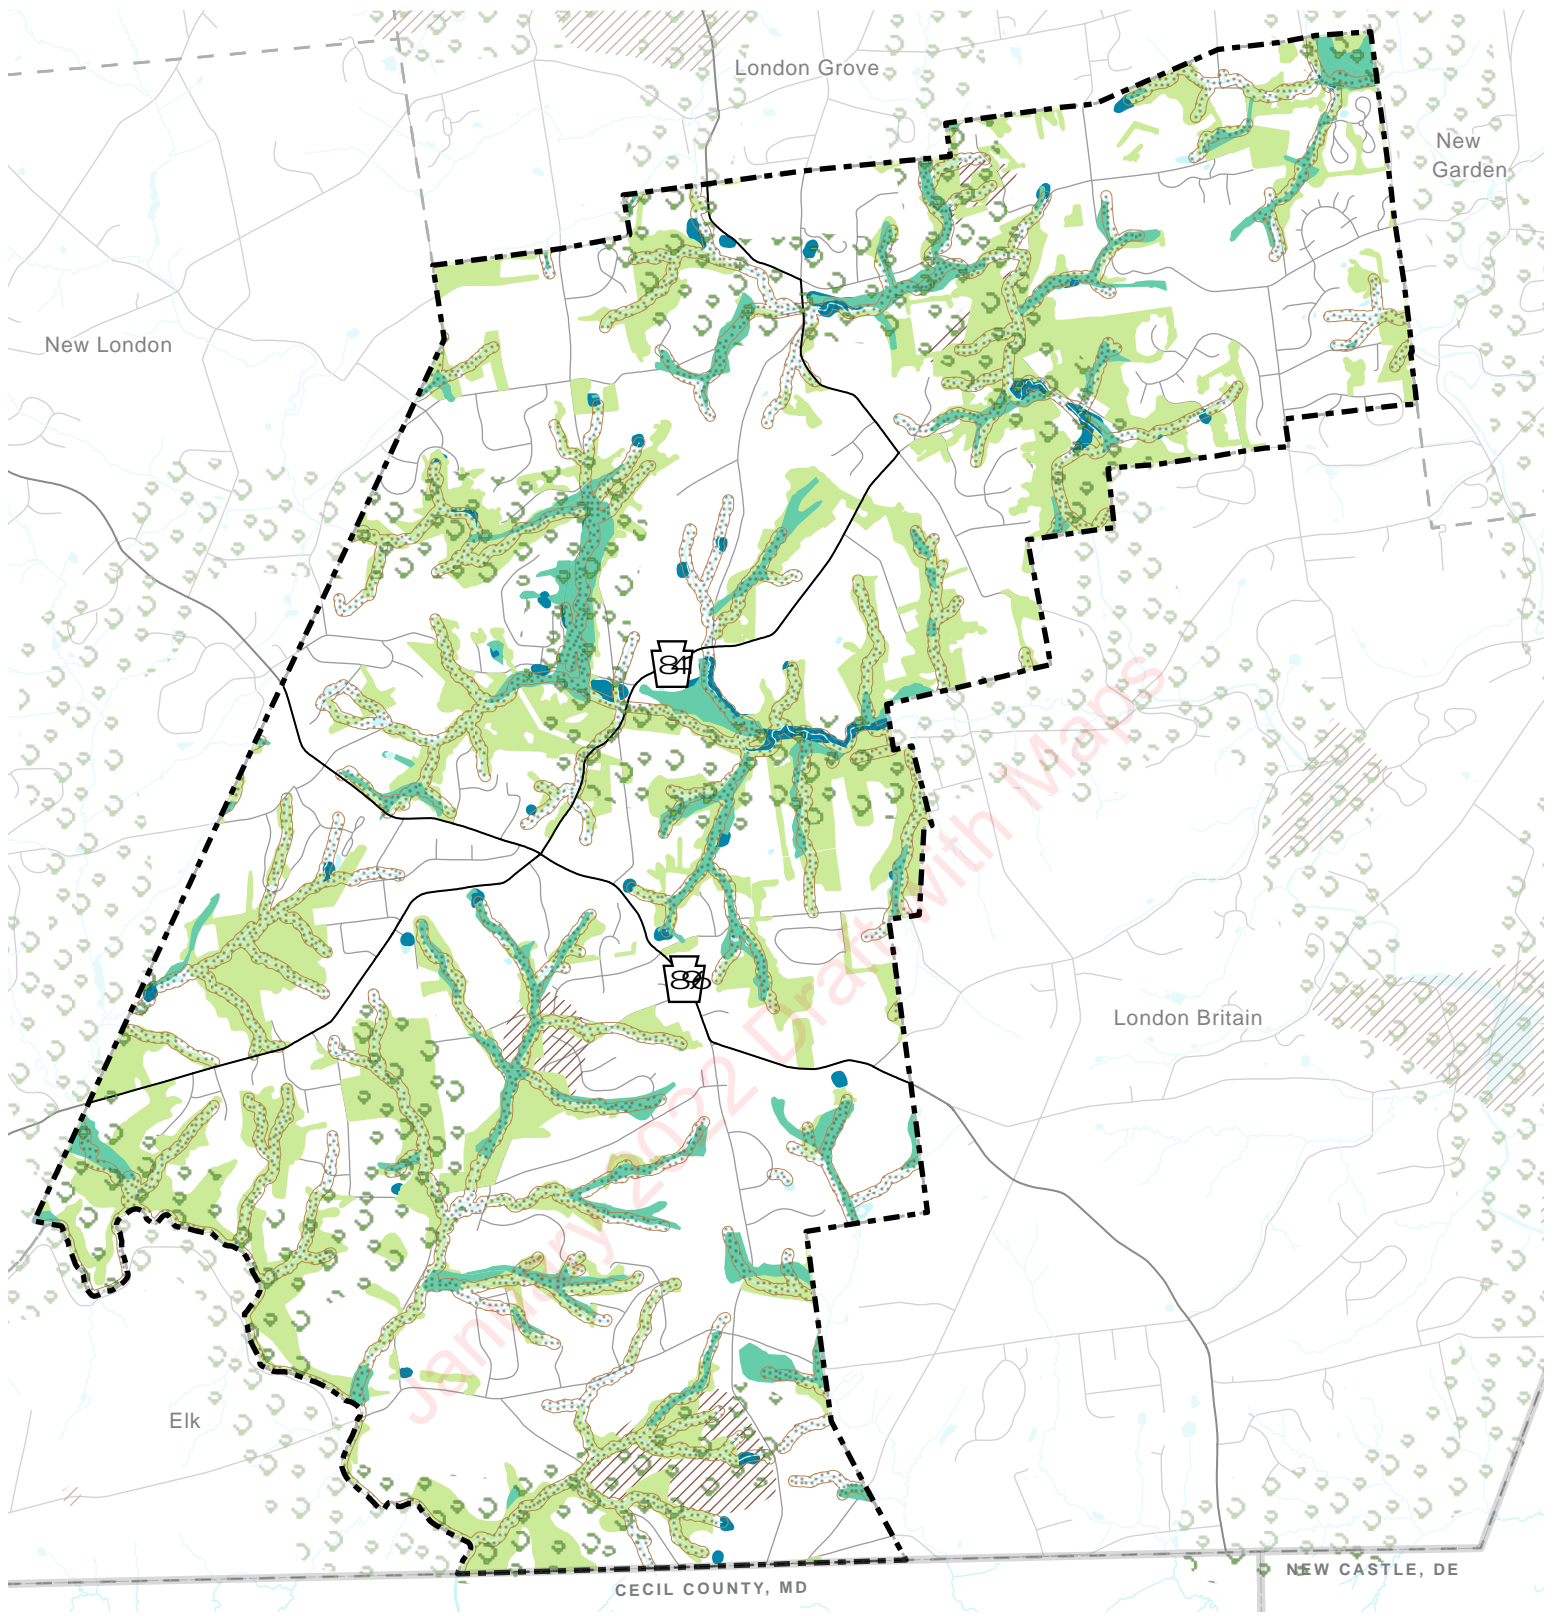 London Grove
New
Garden
New London
841
896
London Britain
Elk
January 2022 Draft with Maps
CECIL COUNTY, MD
NEW CASTLE, DE